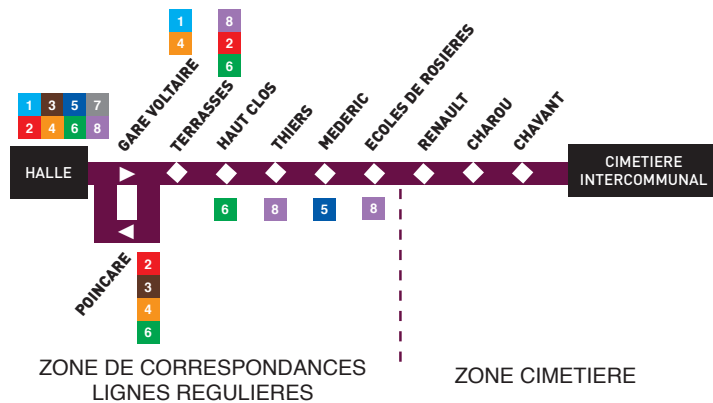 1 8
4 2
6
1 3 5 7
2 4 6 8
GARE VOLTAIRE
TERRASSES
HAUT CLOS
THIERS
MEDERIC
ECOLES DE ROSIERES
RENAULT
CHAROU
CHAVANT
HALLE
CIMETIERE
INTERCOMMUNAL
6 8 5 8
POINCARE
2
3
4
6
ZONE DE CORRESPONDANCES
LIGNES REGULIERES
ZONE CIMETIERE